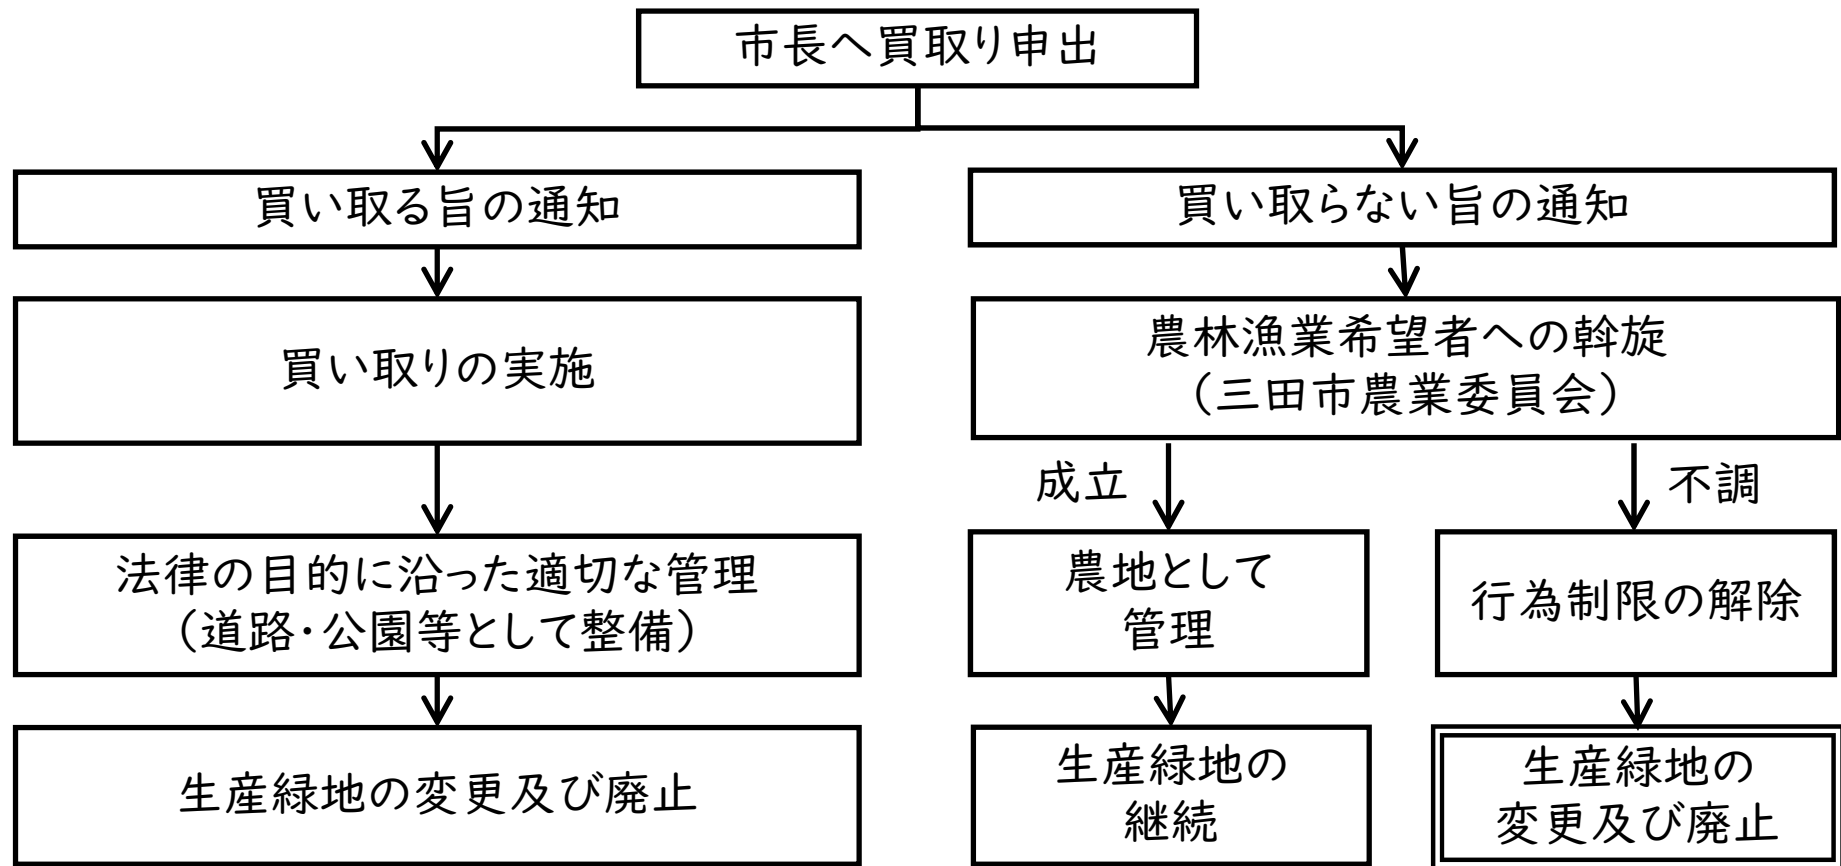 市長へ買取り申出
買い取る旨の通知
買い取らない旨の通知
買い取りの実施
農林漁業希望者への斡旋
（三田市農業委員会）
成立
不調
法律の目的に沿った適切な管理
（道路・公園等として整備）
農地として
管理
行為制限の解除
生産緑地の変更及び廃止
生産緑地の
継続
生産緑地の
変更及び廃止